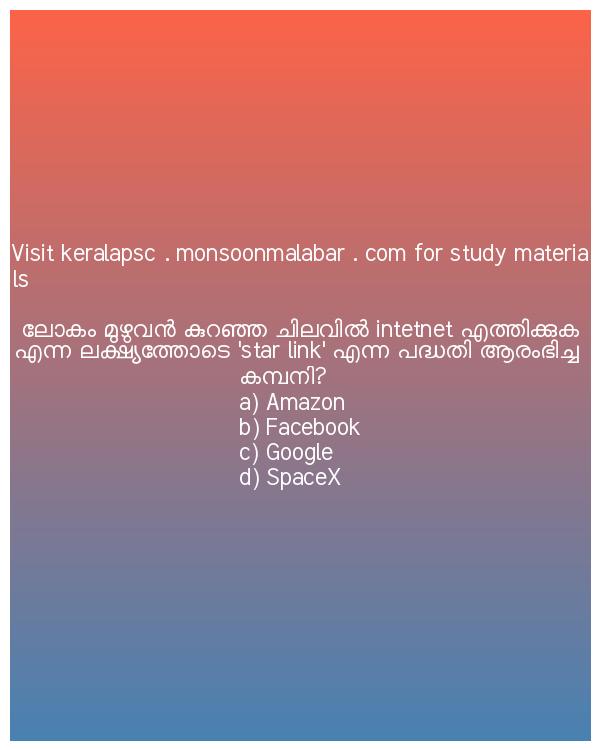 Visit keralapsc . monsoonmalabar . com for study materia
ls
ലോകം മുഴുവൻ കുറഞ്ഞ ചിലവിൽ intetnet എത്തിക്കുക
എന്ന ലക്ഷ്യത്തോടെ 'star link' എന്ന പദ്ധതി ആരംഭിച്ച
കമ്പനി?
a) Amazon
b) Facebook
c) Google
d) SpaceX